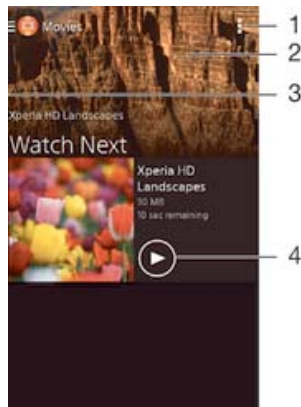 Movies
1
2
3
Xperia HD Landscapes
Watch Next
Xperia HD
Landscapes
30 MB
10 sec remaining
4